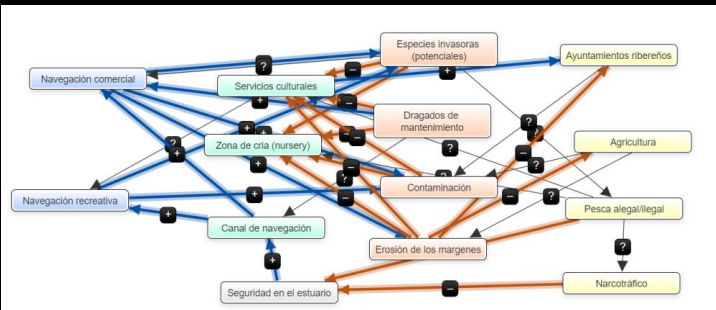 Especies invasoras
(potenciales)
Ayuntamientos ribereños
Navegación comercial
?
Servicios culturales
–
+
+
Dragados de
mantenimiento
–
–
–
?
?
?
+
+
Zona de cria (nursery)
?
–
Agricultura
+
–
?
?
?
Contaminación
–
+
–
?
Navegación recreativa
Pesca alegal/ilegal
+
Canal de navegación
Erosión de los margenes
?
+
Seguridad en el estuario
–
Narcotráfico